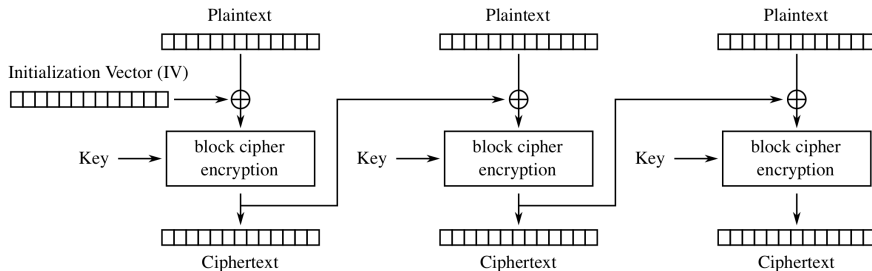 Plaintext
Plaintext
Plaintext
Initialization Vector (IV)
Key
block cipher
encryption
Key
block cipher
encryption
Key
block cipher
encryption
Ciphertext
Ciphertext
Ciphertext